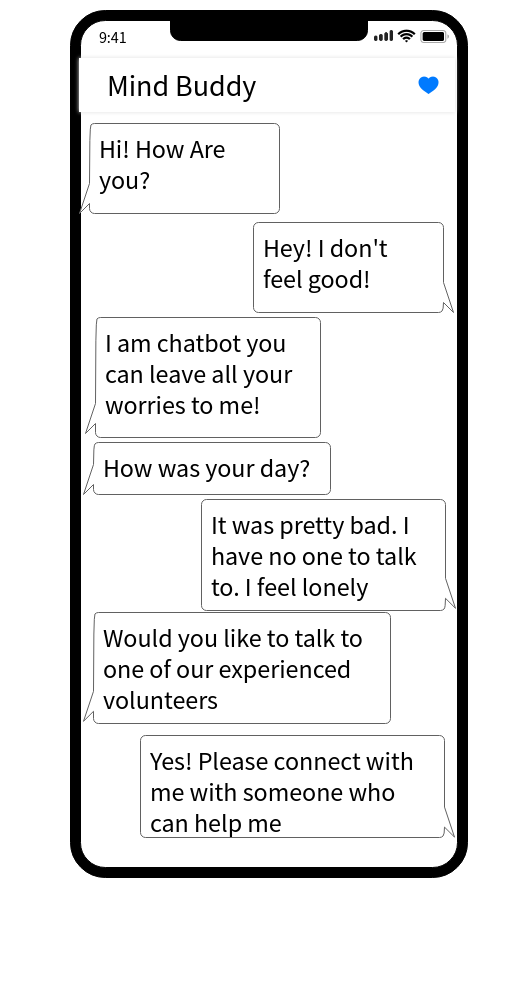 9:41
Mind Buddy
Hi! How Are
you?
Hey! I don't
feel good!
I am chatbot you
can leave all your
worries to me!
How was your day?
It was pretty bad. I
have no one to talk
to. I feel lonely
Would you like to talk to
one of our experienced
volunteers
Yes! Please connect with
me with someone who
can help me